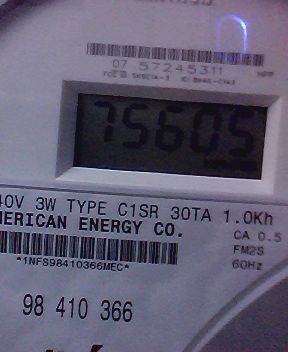 07 57245311
75605
40V 3W TYPE C1SR 30TA 1.0Kh
MERICAN ENERGY CO.
CA 0.5
*1NFS98410366MEC*
FM2S
60Hz
98 410 366